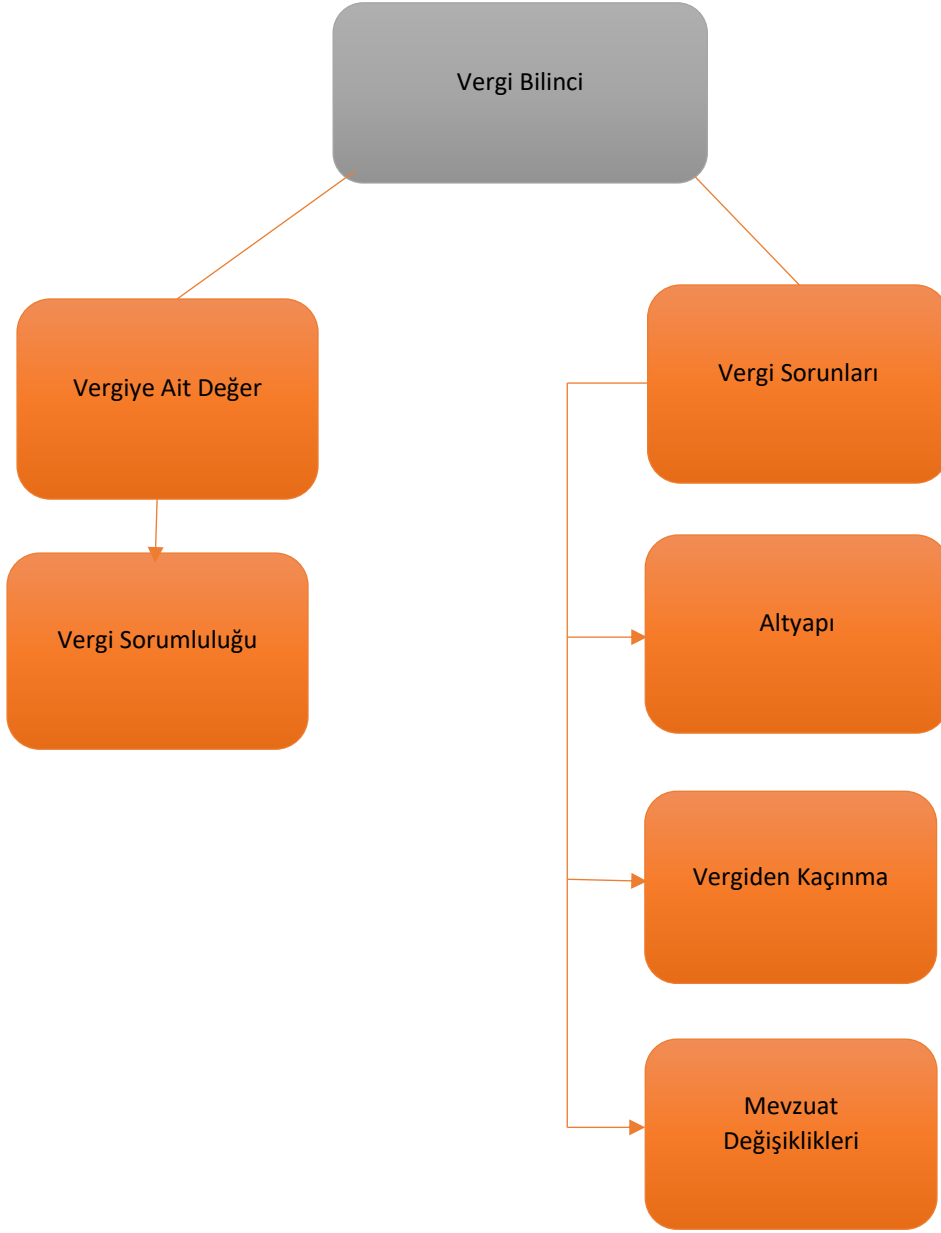 Vergi Bilinci
Vergiye Ait Değer
Vergi Sorunları
Vergi Sorumluluğu
Altyapı
Vergiden Kaçınma
Mevzuat
Değişiklikleri